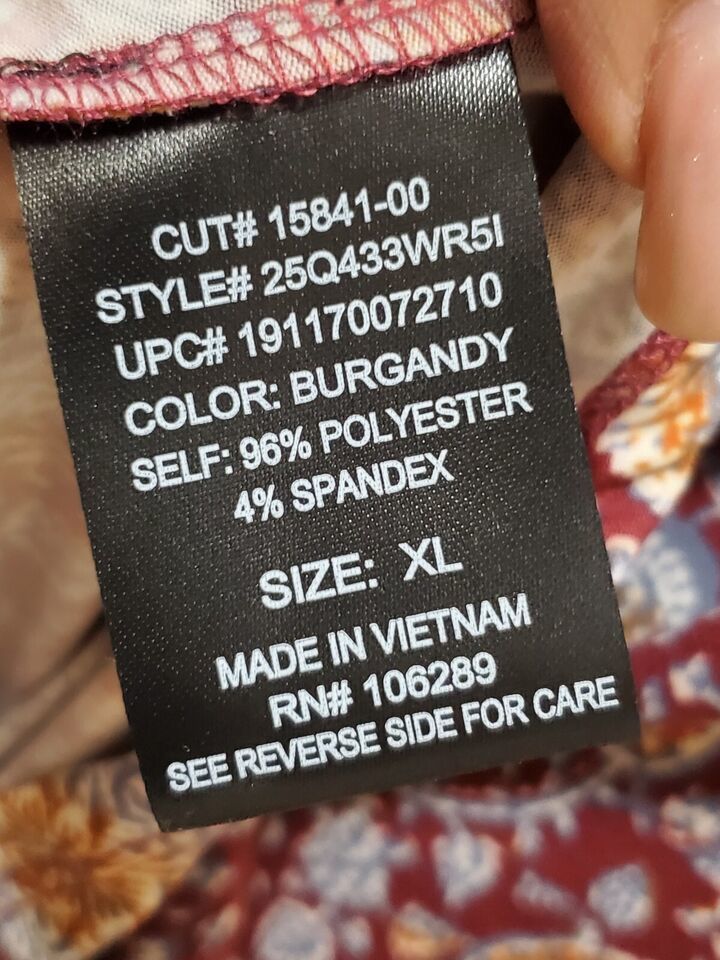 CUT# 15841-00
STYLE# 25Q433WR5I
UPC# 191170072710
COLOR: BURGANDY
SELF: 96% POLYESTER
4% SPANDEX
SIZE: XL
MADE IN VIETNAM
RN# 106289
SEE REVERSE SIDE FOR CARE